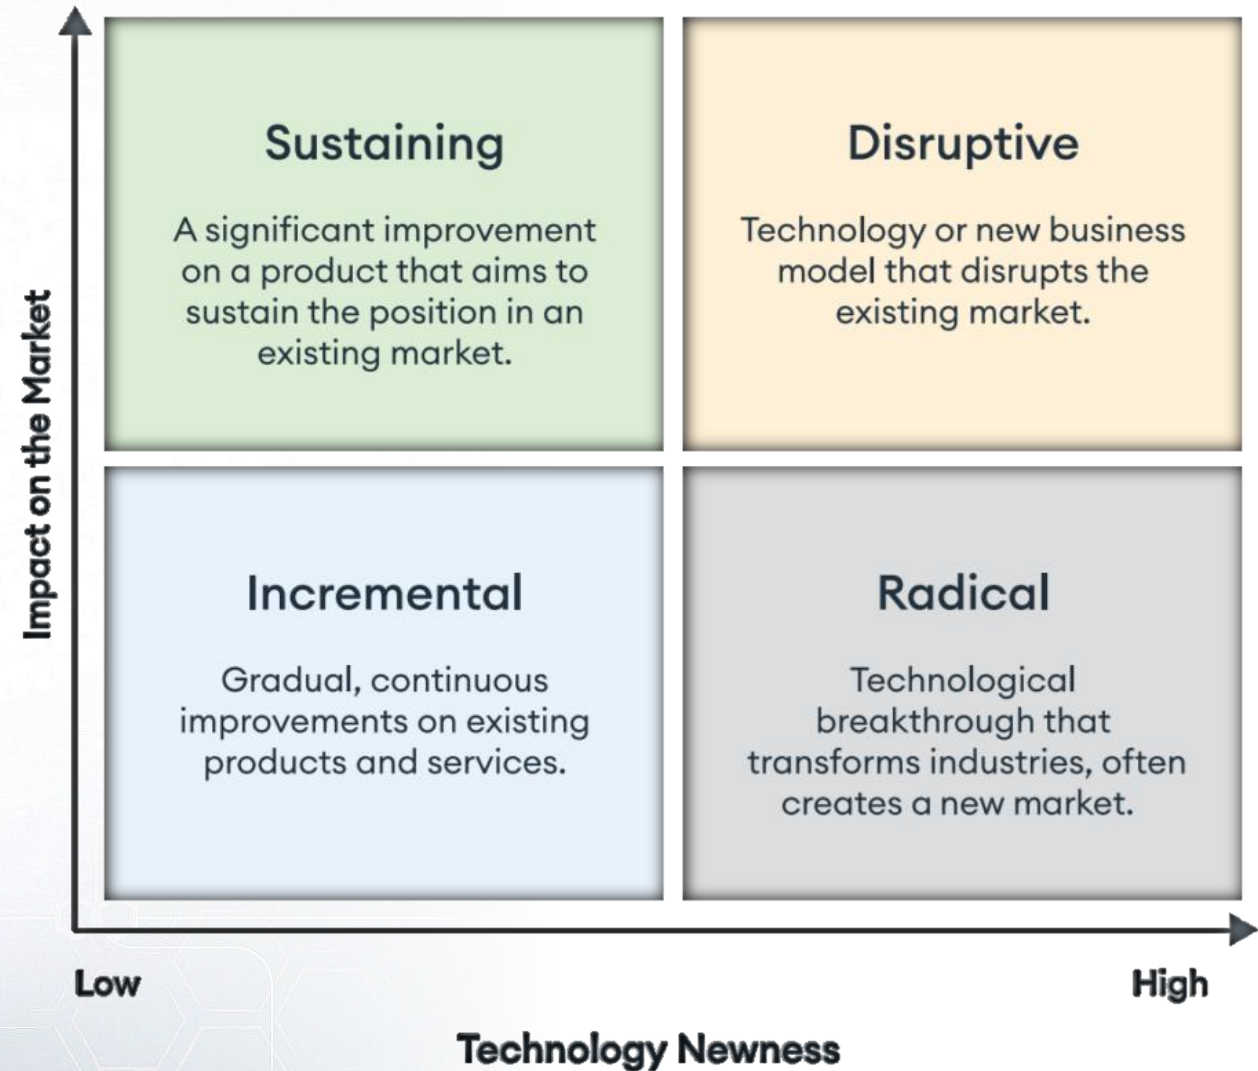 Impact on the Market
Sustaining
A significant improvement
on a product that aims to
sustain the position in an
existing market.
Disruptive
Technology or new business
model that disrupts the
existing market.
Incremental
Gradual, continuous
improvements on existing
products and services.
Radical
Technological
breakthrough that
transforms industries, often
creates a new market.
Low
High
Technology Newness